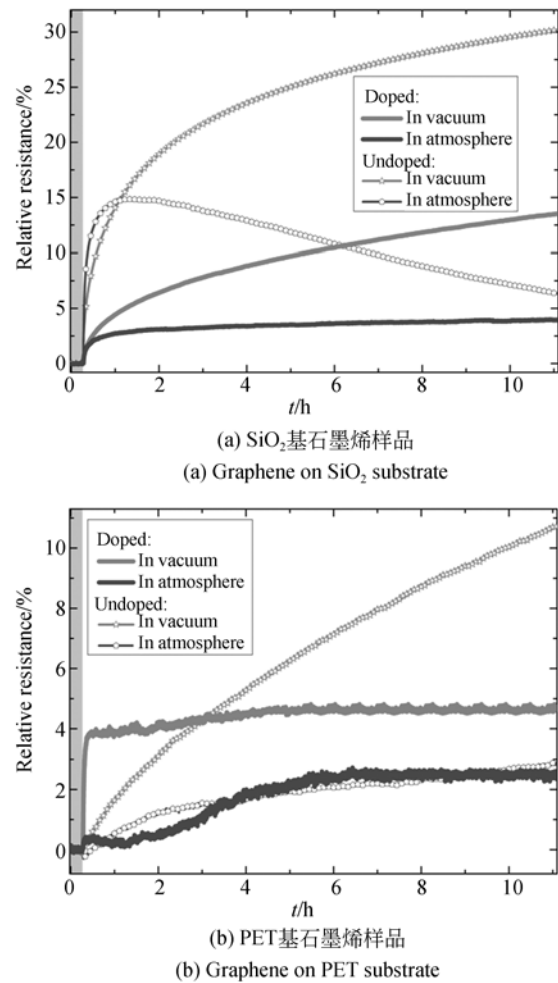 30
25
20
15
10
5
0
Relative resistance/%
Doped:
In vacuum
In atmosphere
Undoped:
In vacuum
In atmosphere
0 2 4 6 8 10
t/h
(a) SiO₂基石墨烯样品
(a) Graphene on SiO₂ substrate
10
8
6
4
2
0
Relative resistance/%
Doped:
In vacuum
In atmosphere
Undoped:
In vacuum
In atmosphere
0 2 4 6 8 10
t/h
(b) PET基石墨烯样品
(b) Graphene on PET substrate